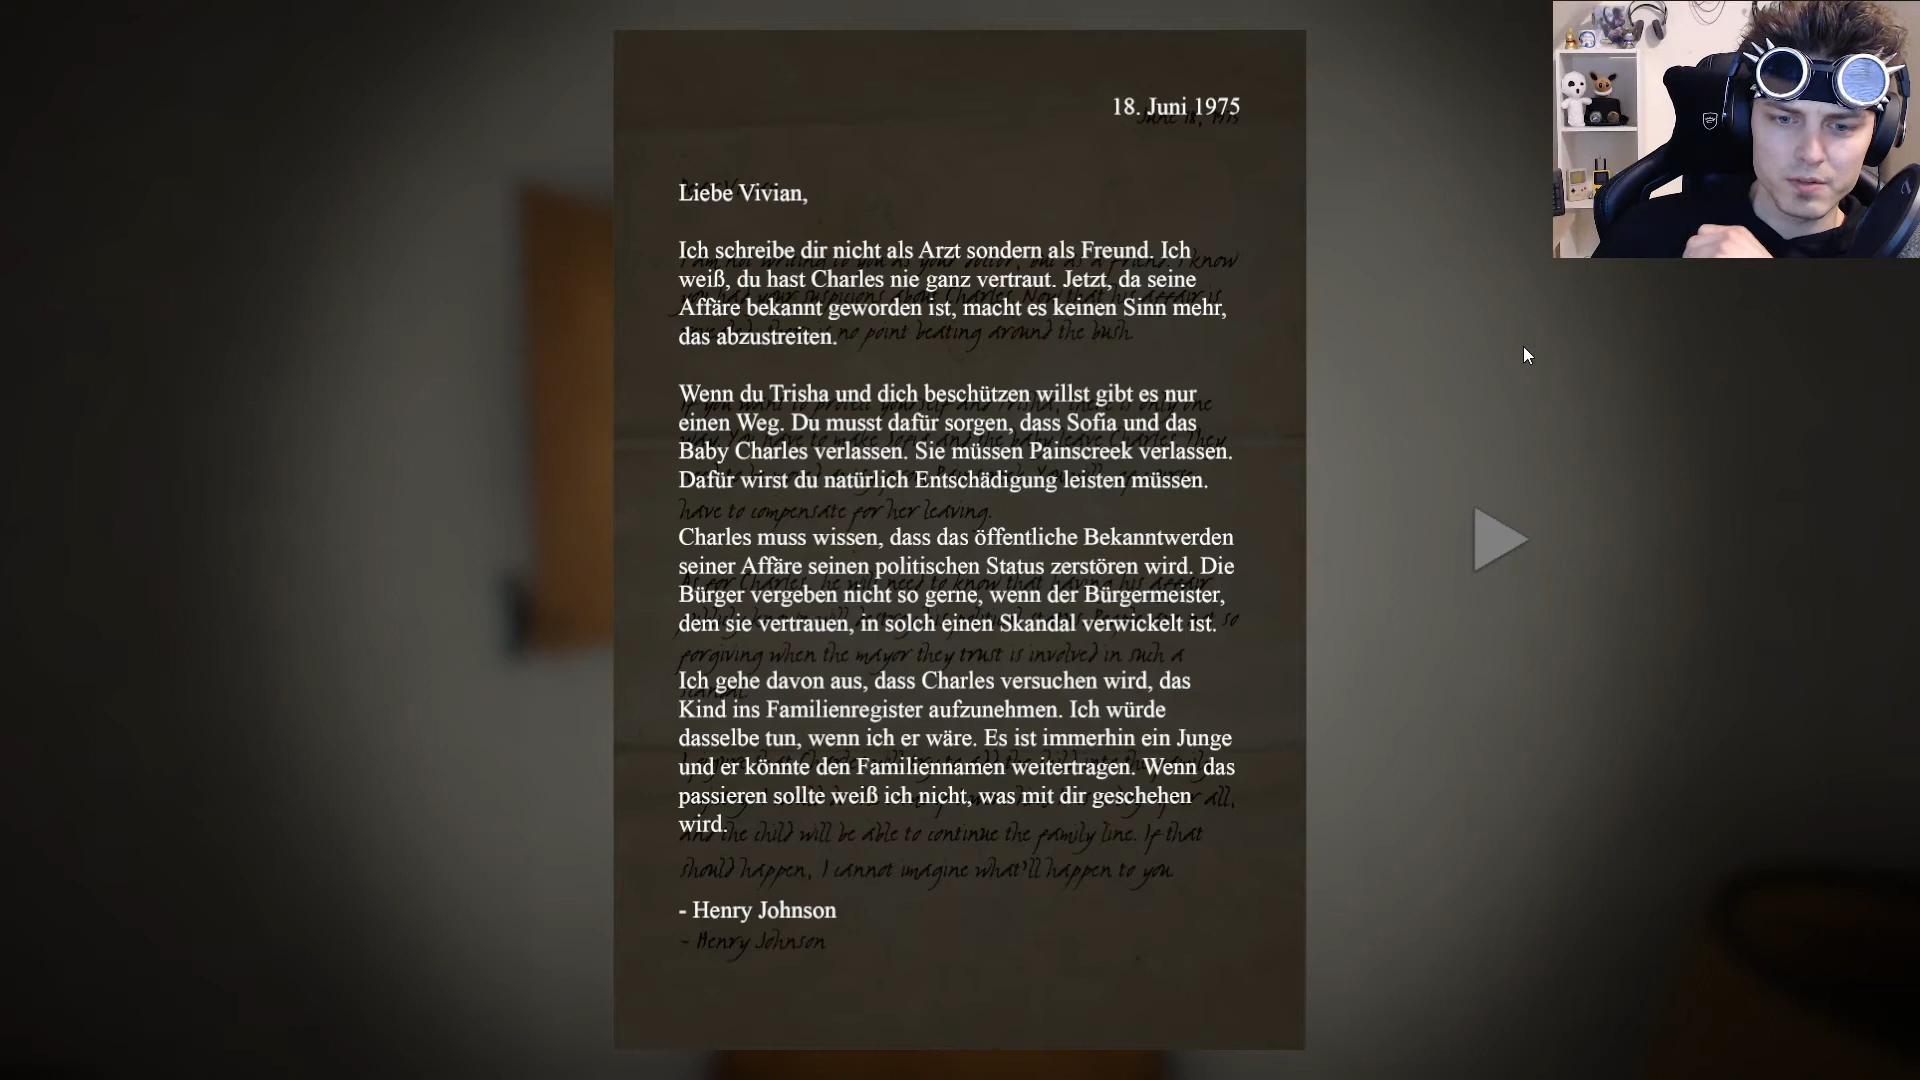 18. Juni 1975
Liebe Vivian,
Ich schreibe dir nicht als Arzt sondern als Freund. Ich
weiß, du hast Charles nie ganz vertraut. Jetzt, da seine
Affäre bekannt geworden ist, macht es keinen Sinn mehr,
das abzustreiten.
no point beating around the bush.
Wenn du Trisha und dich beschützen willst gibt es nur
einen Weg. Du musst dafür sorgen, dass Sofia und das
Baby Charles verlassen. Sie müssen Painscreek verlassen.
Dafür wirst du natürlich Entschädigung leisten müssen.
have to compensate for her leaving.
Charles muss wissen, dass das öffentliche Bekanntwerden
seiner Affäre seinen politischen Status zerstören wird. Die
Bürger vergeben nicht so gerne, wenn der Bürgermeister,
dem sie vertrauen, in solch einen Skandal verwickelt ist.
so
forgiving when the mayor they trust is involved in such a
Ich gehe davon aus, dass Charles versuchen wird, das
Kind ins Familienregister aufzunehmen. Ich würde
dasselbe tun, wenn ich er wäre. Es ist immerhin ein Junge
und er könnte den Familiennamen weitertragen. Wenn das
passieren sollte weiß ich nicht, was mit dir geschehen
all,
wird.
and the child will be able to continue the family line. If that
should happen, I cannot imagine what'll happen to you.
- Henry Johnson
- Henry Johnson